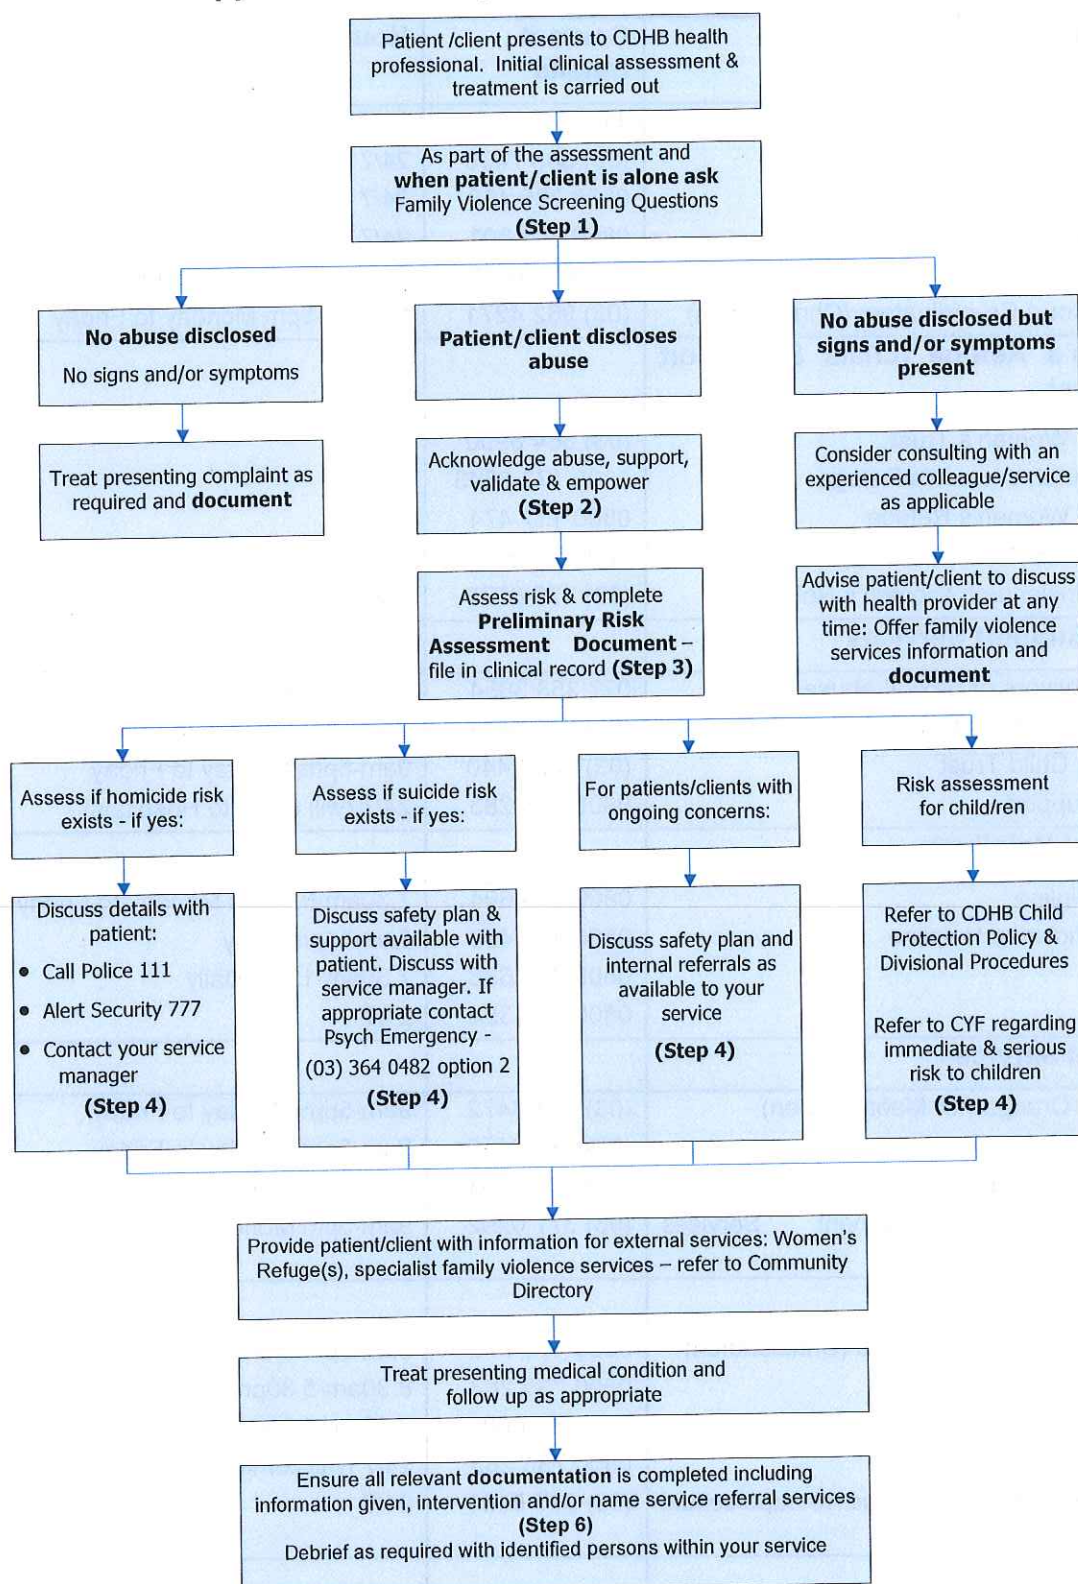 Patient /client presents to CDHB health
professional. Initial clinical assessment &
treatment is carried out
As part of the assessment and
when patient/client is alone ask
Family Violence Screening Questions
(Step 1)
No abuse disclosed
No signs and/or symptoms
Patient/client discloses
abuse
No abuse disclosed but
signs and/or symptoms
present
Treat presenting complaint as
required and document
Acknowledge abuse, support,
validate & empower
(Step 2)
Consider consulting with an
experienced colleague/service
as applicable
Assess risk & complete
Preliminary Risk
Assessment Document –
file in clinical record (Step 3)
Advise patient/client to discuss
with health provider at any
time: Offer family violence
services information and
document
Assess if homicide risk
exists - if yes:
Assess if suicide risk
exists - if yes:
For patients/clients with
ongoing concerns:
Risk assessment
for child/ren
Discuss details with
patient:
• Call Police 111
• Alert Security 777
• Contact your service
manager
(Step 4)
Discuss safety plan &
support available with
patient. Discuss with
service manager. If
appropriate contact
Psych Emergency -
(03) 364 0482 option 2
(Step 4)
Discuss safety plan and
internal referrals as
available to your
service
(Step 4)
Refer to CDHB Child
Protection Policy &
Divisional Procedures
Refer to CYF regarding
immediate & serious
risk to children
(Step 4)
Provide patient/client with information for external services: Women's
Refuge(s), specialist family violence services – refer to Community
Directory
Treat presenting medical condition and
follow up as appropriate
Ensure all relevant documentation is completed including
information given, intervention and/or name service referral services
(Step 6)
Debrief as required with identified persons within your service